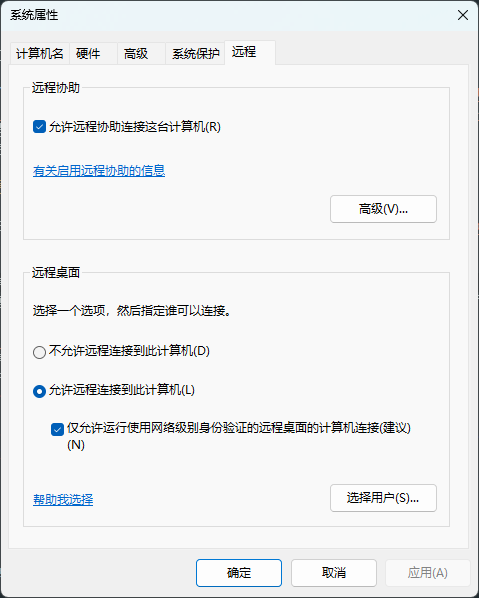 系统属性
计算机名 硬件 高级 系统保护 远程
远程协助
允许远程协助连接这台计算机(R)
有关启用远程协助的信息
高级(V)...
远程桌面
选择一个选项，然后指定谁可以连接。
不允许远程连接到此计算机(D)
允许远程连接到此计算机(L)
仅允许运行使用网络级别身份验证的远程桌面的计算机连接(建议)
(N)
帮助我选择 选择用户(S)...
确定 取消 应用(A)